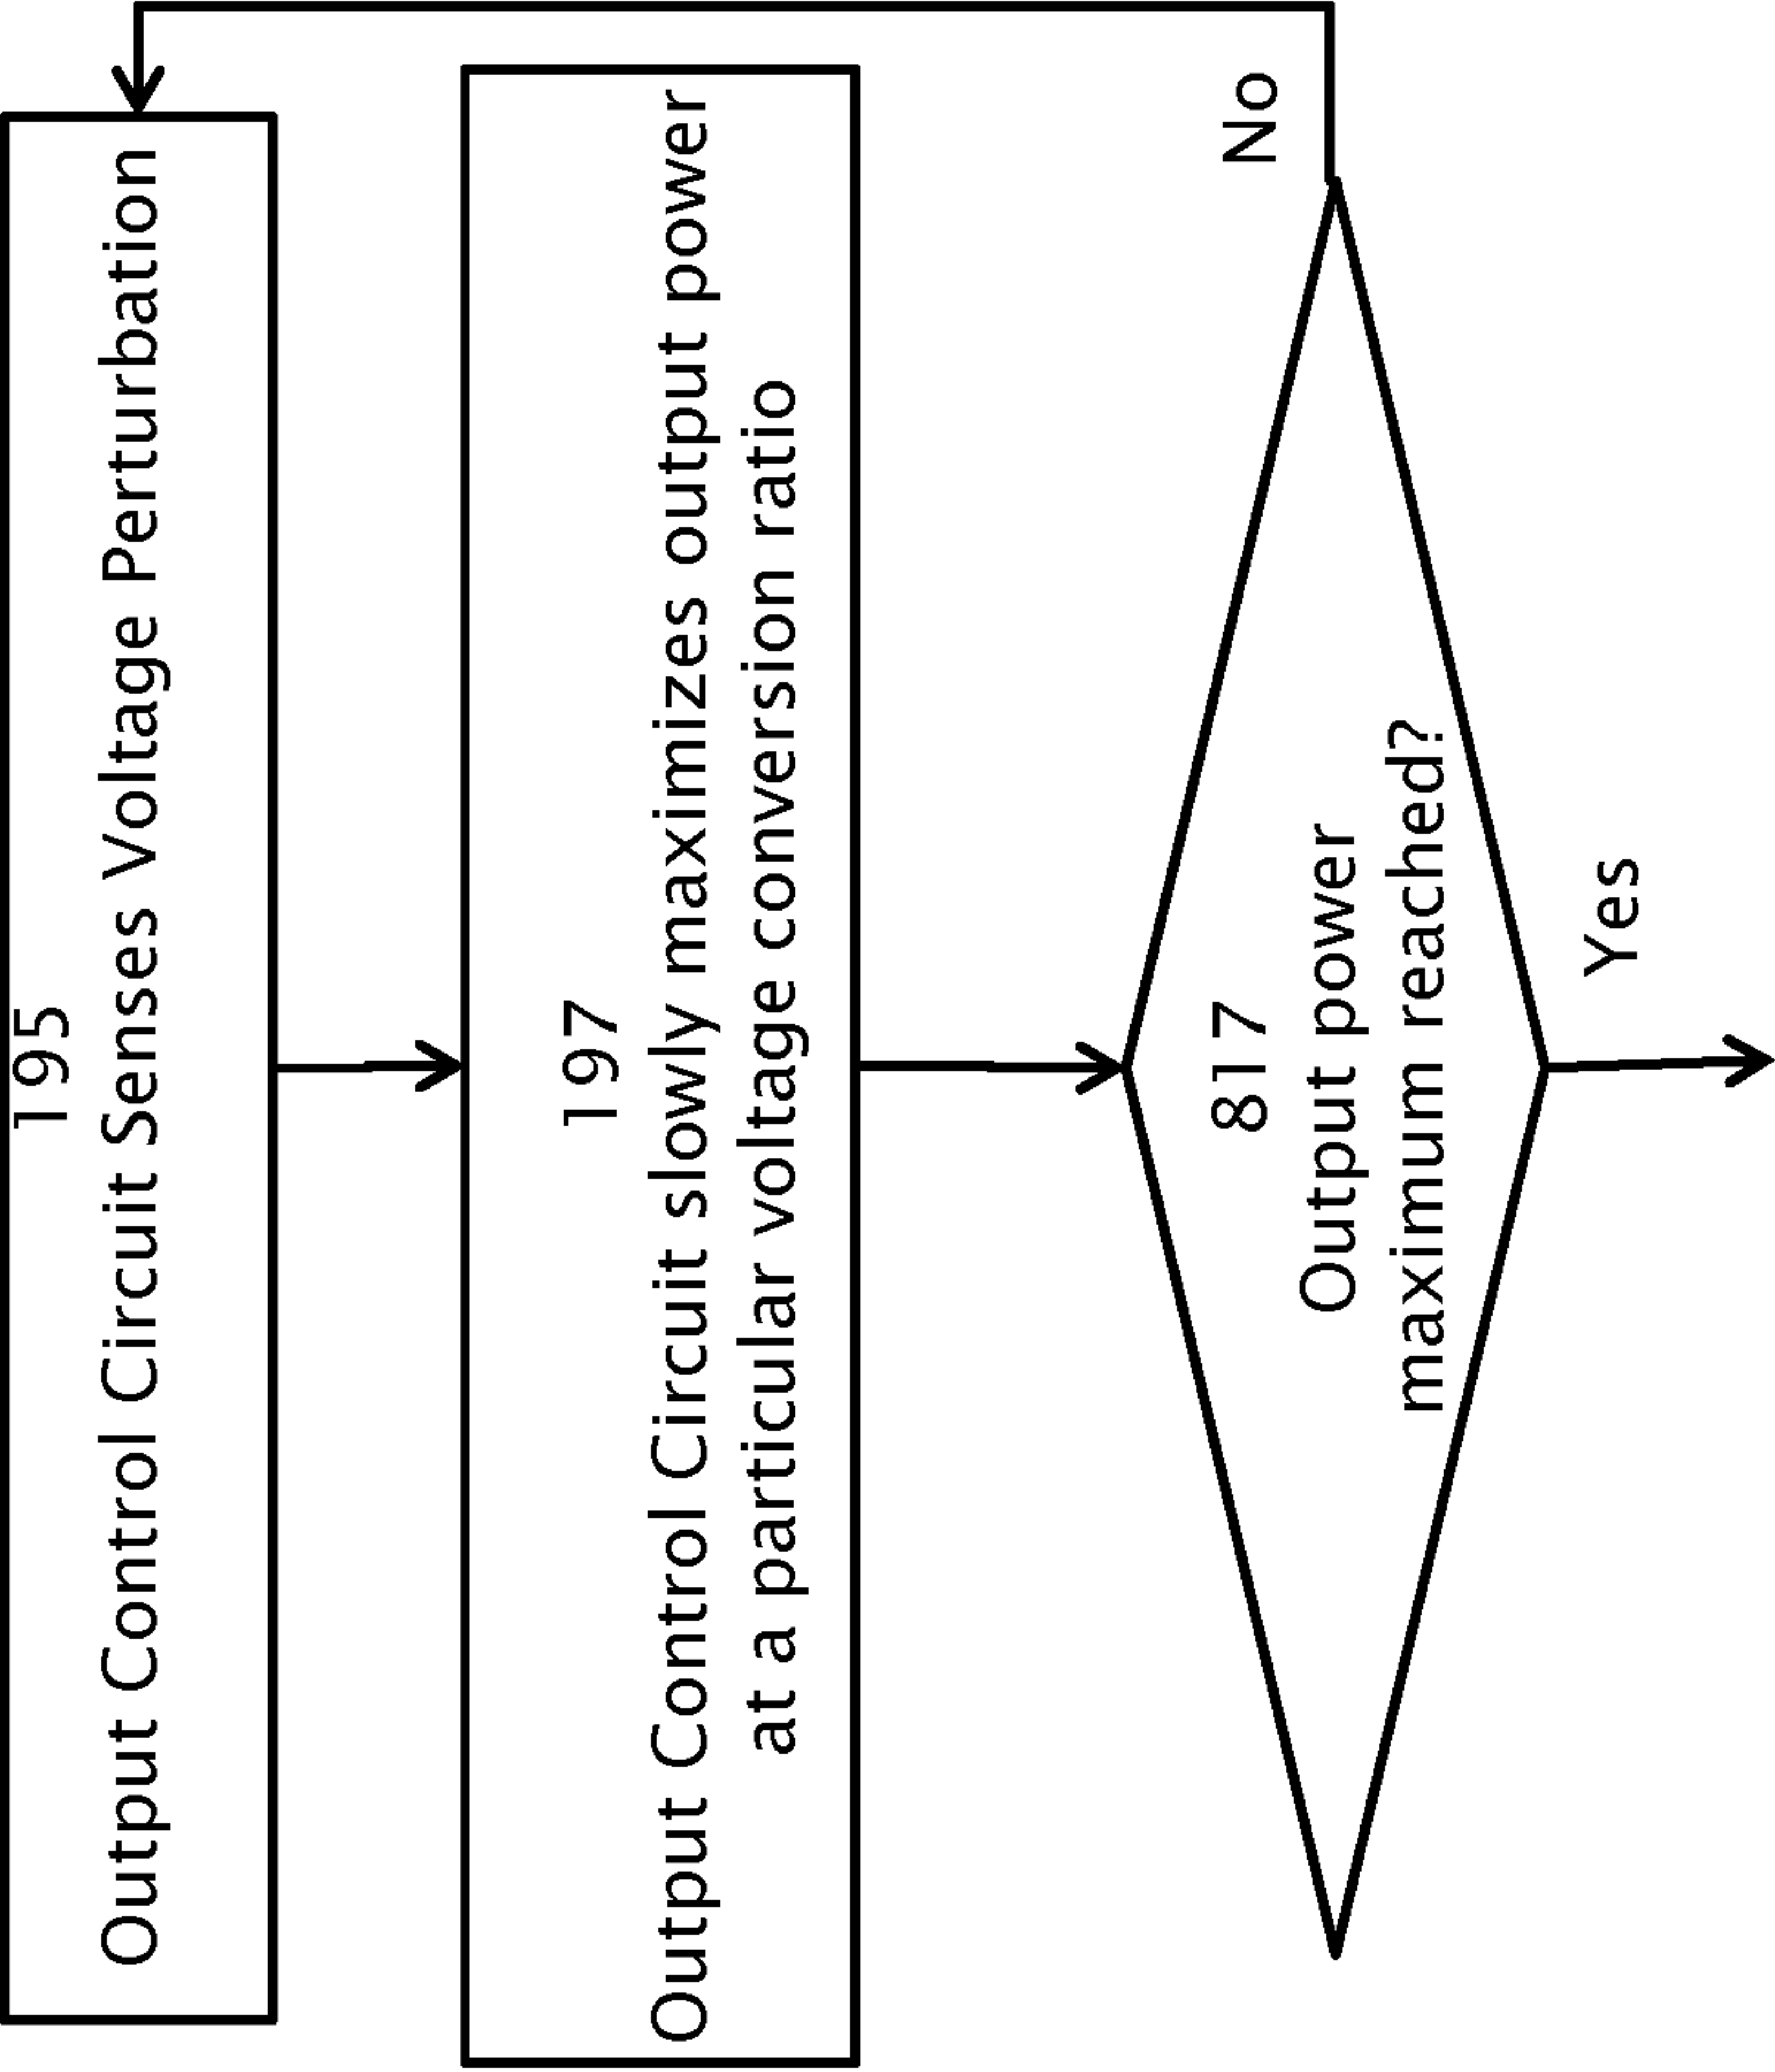 195
Output Control Circuit Senses Voltage Perturbation
197
Output Control Circuit slowly maximizes output power
at a particular voltage conversion ratio
817
Output power
maximum reached?
No
Yes